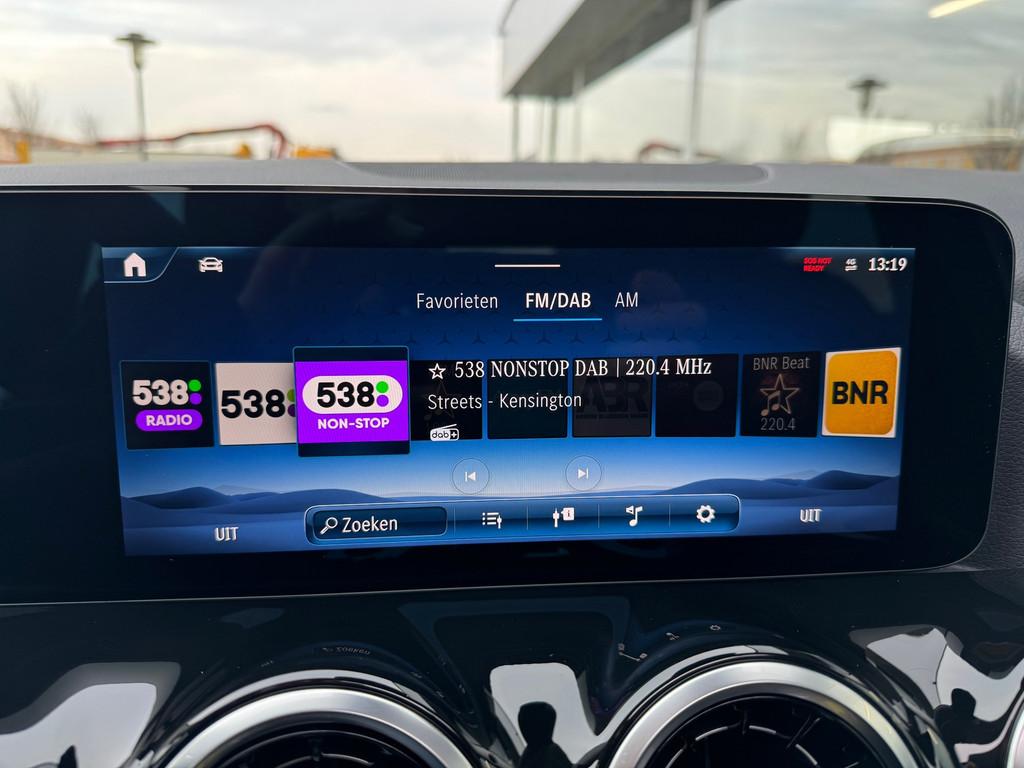 SOS NOT
READY
4G
13:19
Favorieten
FM/DAB
AM
538
RADIO
538
538
NON-STOP
☆ 538 NONSTOP DAB | 220.4 MHz
Streets - Kensington
dab+
BNR Beat
220.4
BNR
UIT
Zoeken
UIT